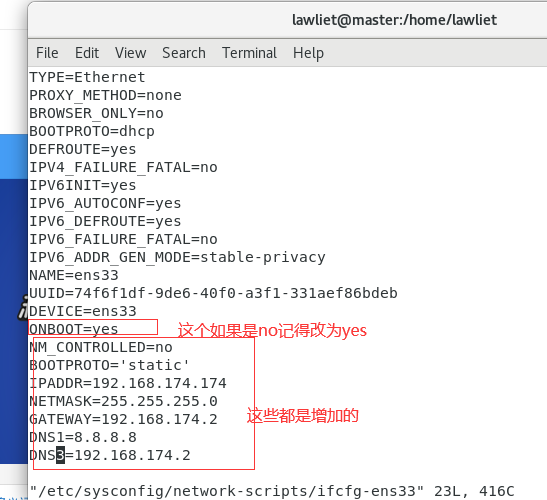 lawliet@master:/home/lawliet
File Edit View Search Terminal Help
TYPE=Ethernet
PROXY_METHOD=none
BROWSER_ONLY=no
BOOTPROTO=dhcp
DEFROUTE=yes
IPV4_FAILURE_FATAL=no
IPV6INIT=yes
IPV6_AUTOCONF=yes
IPV6_DEFROUTE=yes
IPV6_FAILURE_FATAL=no
IPV6_ADDR_GEN_MODE=stable-privacy
NAME=ens33
UUID=74f6f1df-9de6-40f0-a3f1-331aef86bdeb
DEVICE=ens33
ONBOOT=yes 这个如果是no记得改为yes
NM_CONTROLLED=no
BOOTPROTO='static'
IPADDR=192.168.174.174
NETMASK=255.255.255.0
GATEWAY=192.168.174.2 这些都是增加的
DNS1=8.8.8.8
DNS3=192.168.174.2
"/etc/sysconfig/network-scripts/ifcfg-ens33" 23L, 416C